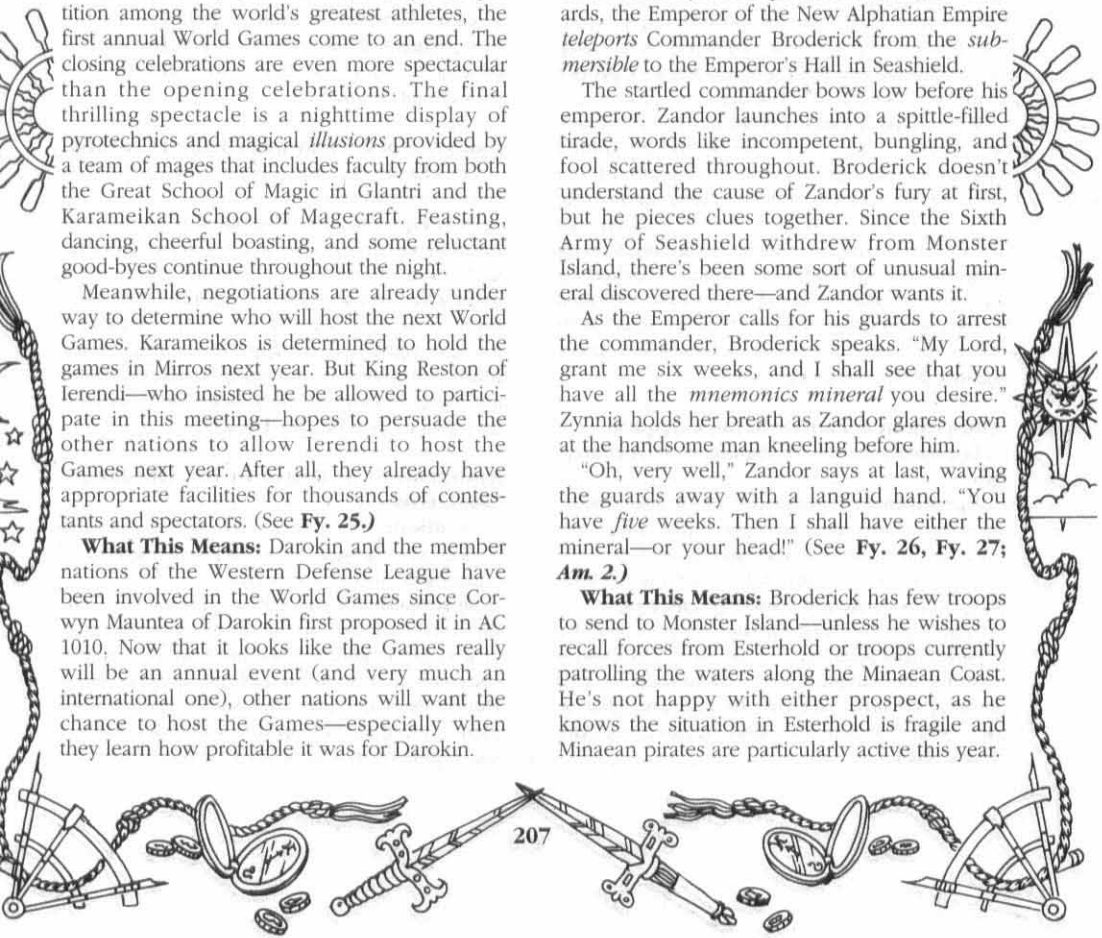 tition among the world's greatest athletes, the
first annual World Games come to an end. The
closing celebrations are even more spectacular
than the opening celebrations. The final
thrilling spectacle is a nighttime display of
pyrotechnics and magical illusions provided by
a team of mages that includes faculty from both
the Great School of Magic in Glantri and the
Karameikan School of Magecraft. Feasting,
dancing, cheerful boasting, and some reluctant
good-byes continue throughout the night.
Meanwhile, negotiations are already under
way to determine who will host the next World
Games. Karameikos is determined to hold the
games in Mirros next year. But King Reston of
Ierendi—who insisted he be allowed to partici-
pate in this meeting—hopes to persuade the
other nations to allow Ierendi to host the
Games next year. After all, they already have
appropriate facilities for thousands of contes-
tants and spectators. (See Fy. 25.)
What This Means: Darokin and the member
nations of the Western Defense League have
been involved in the World Games since Cor-
wyn Mauntea of Darokin first proposed it in AC
1010. Now that it looks like the Games really
will be an annual event (and very much an
international one), other nations will want the
chance to host the Games—especially when
they learn how profitable it was for Darokin.
ards, the Emperor of the New Alphatian Empire
teleports Commander Broderick from the sub-
mersible to the Emperor's Hall in Seashield.
The startled commander bows low before his
emperor. Zandor launches into a spittle-filled
tirade, words like incompetent, bungling, and
fool scattered throughout. Broderick doesn't
understand the cause of Zandor's fury at first,
but he pieces clues together. Since the Sixth
Army of Seashield withdrew from Monster
Island, there's been some sort of unusual min-
eral discovered there—and Zandor wants it.
As the Emperor calls for his guards to arrest
the commander, Broderick speaks. "My Lord,
grant me six weeks, and I shall see that you
have all the mnemonics mineral you desire."
Zynnia holds her breath as Zandor glares down
at the handsome man kneeling before him.
"Oh, very well," Zandor says at last, waving
the guards away with a languid hand. "You
have five weeks. Then I shall have either the
mineral—or your head!" (See Fy. 26, Fy. 27;
Am. 2.)
What This Means: Broderick has few troops
to send to Monster Island—unless he wishes to
recall forces from Esterhold or troops currently
patrolling the waters along the Minaean Coast.
He's not happy with either prospect, as he
knows the situation in Esterhold is fragile and
Minaean pirates are particularly active this year.
207